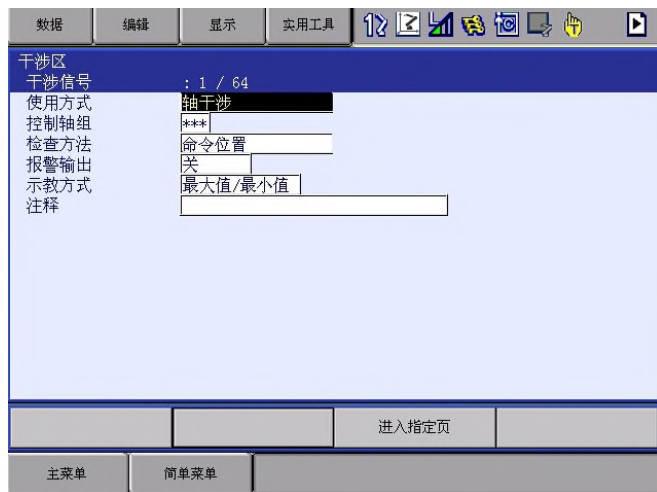 数据 编辑 显示 实用工具
干涉区
干涉信号 : 1 / 64
使用方式 轴干涉
控制轴组 ***
检查方法 命令位置
报警输出 关
示教方式 最大值/最小值
注释
进入指定页
主菜单 简单菜单